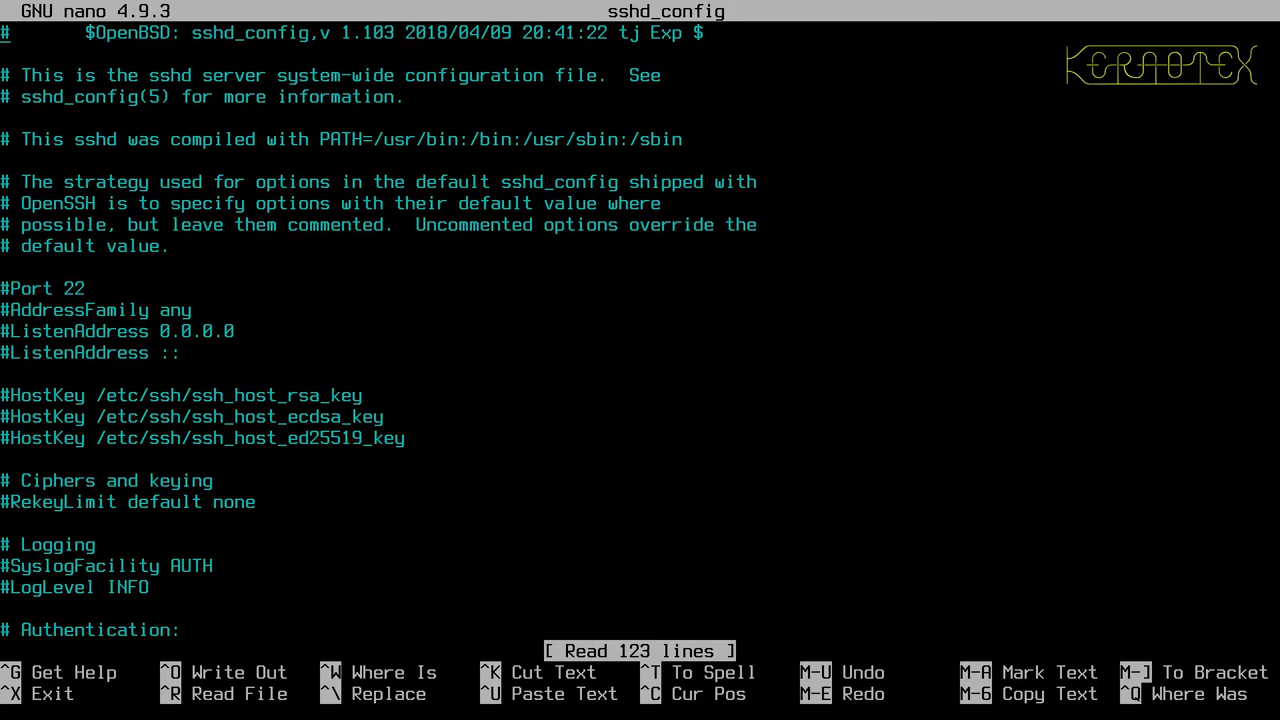 GNU nano 4.9.3 sshd_config
# $OpenBSD: sshd_config,v 1.103 2018/04/09 20:41:22 tj Exp $
KERAOTEX
# This is the sshd server system-wide configuration file.  See
# sshd_config(5) for more information.
# This sshd was compiled with PATH=/usr/bin:/bin:/usr/sbin:/sbin
# The strategy used for options in the default sshd_config shipped with
# OpenSSH is to specify options with their default value where
# possible, but leave them commented.  Uncommented options override the
# default value.
#Port 22
#AddressFamily any
#ListenAddress 0.0.0.0
#ListenAddress ::
#HostKey /etc/ssh/ssh_host_rsa_key
#HostKey /etc/ssh/ssh_host_ecdsa_key
#HostKey /etc/ssh/ssh_host_ed25519_key
# Ciphers and keying
#RekeyLimit default none
# Logging
#SyslogFacility AUTH
#LogLevel INFO
# Authentication:
[ Read 123 lines ]
^G Get Help ^O Write Out ^W Where Is ^K Cut Text ^T To Spell M-U Undo M-A Mark Text M-] To Bracket
^X Exit ^R Read File ^\ Replace ^U Paste Text ^C Cur Pos M-E Redo M-6 Copy Text ^Q Where Was